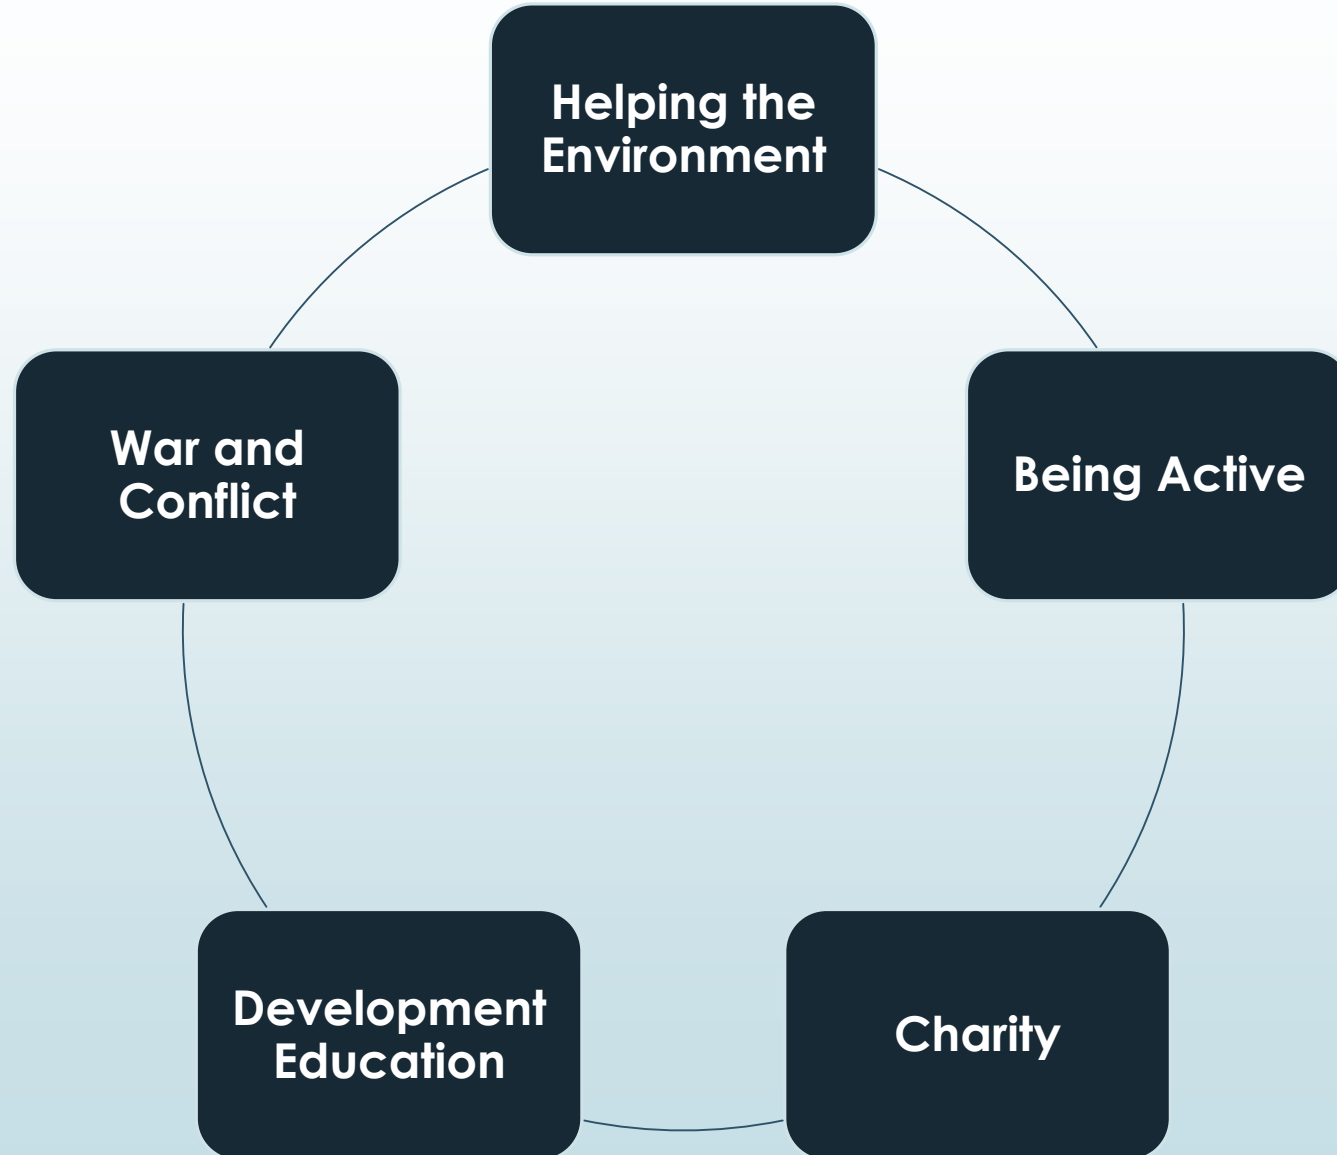 Helping the
Environment
Being Active
Charity
Development
Education
War and
Conflict